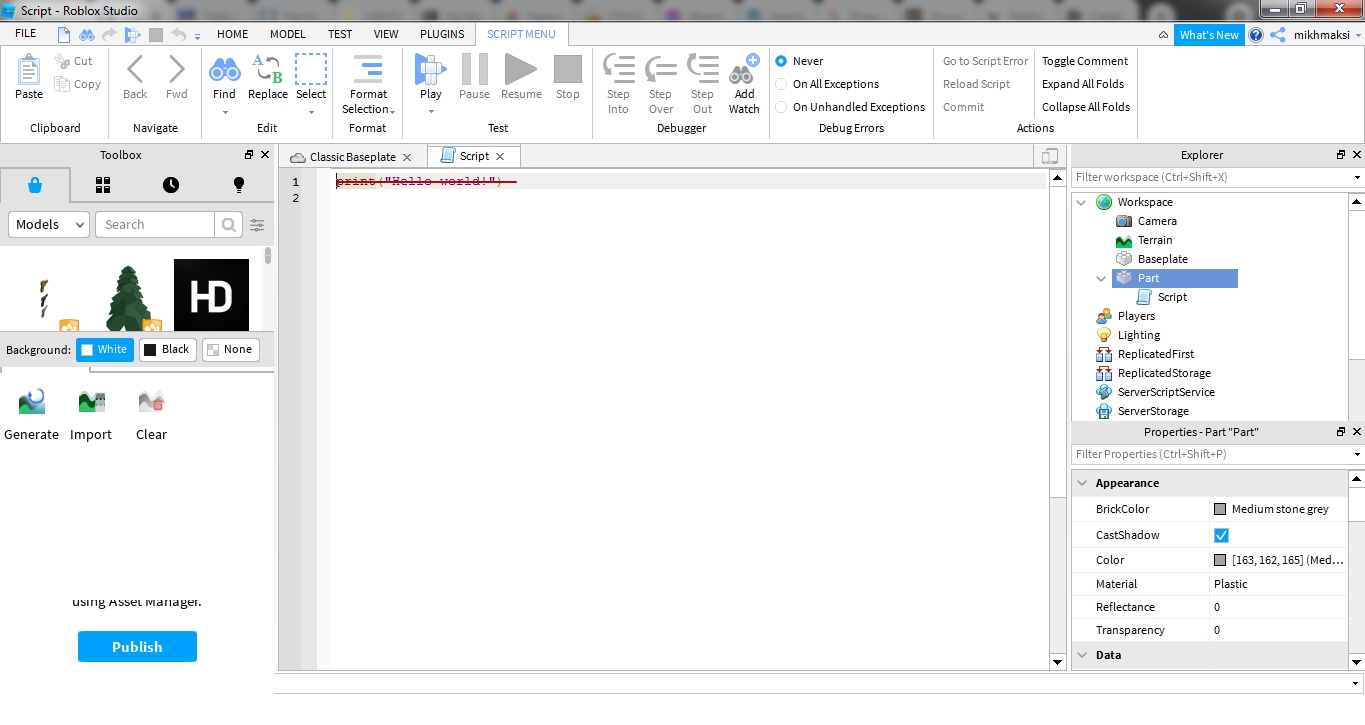 Script - Roblox Studio
FILE HOME MODEL TEST VIEW PLUGINS SCRIPT MENU What's New mikhmaksi
Paste Cut Copy
Clipboard
Back Fwd
Navigate
Find Replace Select
Edit
Format Selection
Format
Play Pause Resume Stop
Test
Step Into Step Over Step Out Add Watch
Debugger
Never
On All Exceptions
On Unhandled Exceptions
Debug Errors
Go to Script Error Toggle Comment
Reload Script Expand All Folds
Commit Collapse All Folds
Actions
Toolbox
Models Search
HD
Background: White Black None
Generate Import Clear
using Asset Manager.
Publish
Classic Baseplate Script
1 print("Hello world!")
2
Explorer
Filter workspace (Ctrl+Shift+X)
Workspace
Camera
Terrain
Baseplate
Part
Script
Players
Lighting
ReplicatedFirst
ReplicatedStorage
ServerScriptService
ServerStorage
Properties - Part "Part"
Filter Properties (Ctrl+Shift+P)
Appearance
BrickColor Medium stone grey
CastShadow
Color [163, 162, 165] (Med...
Material Plastic
Reflectance 0
Transparency 0
Data